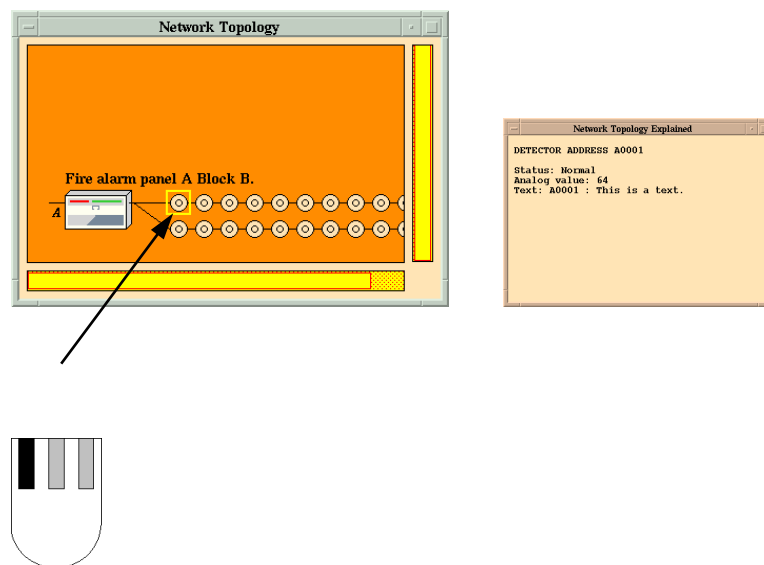 Network Topology
Fire alarm panel A Block B.
A
Network Topology Explained
DETECTOR ADDRESS A0001
Status: Normal
Analog value: 64
Text: A0001 : This is a text.